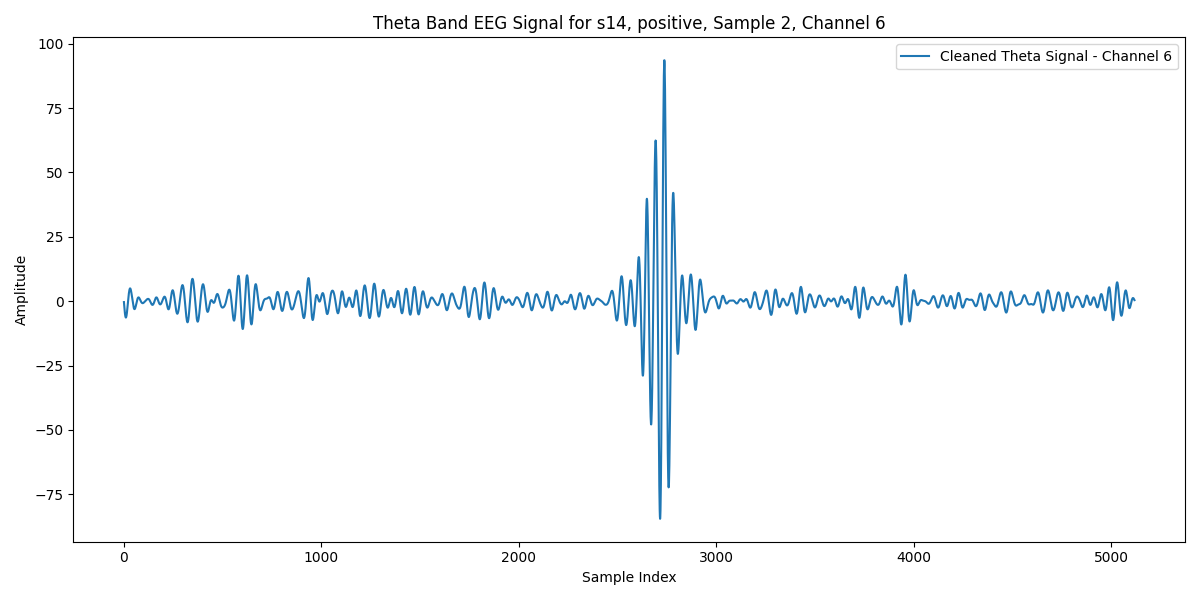 Theta Band EEG Signal for s14, positive, Sample 2, Channel 6
Cleaned Theta Signal - Channel 6
Amplitude
100
75
50
25
0
−25
−50
−75
0 1000 2000 3000 4000 5000
Sample Index